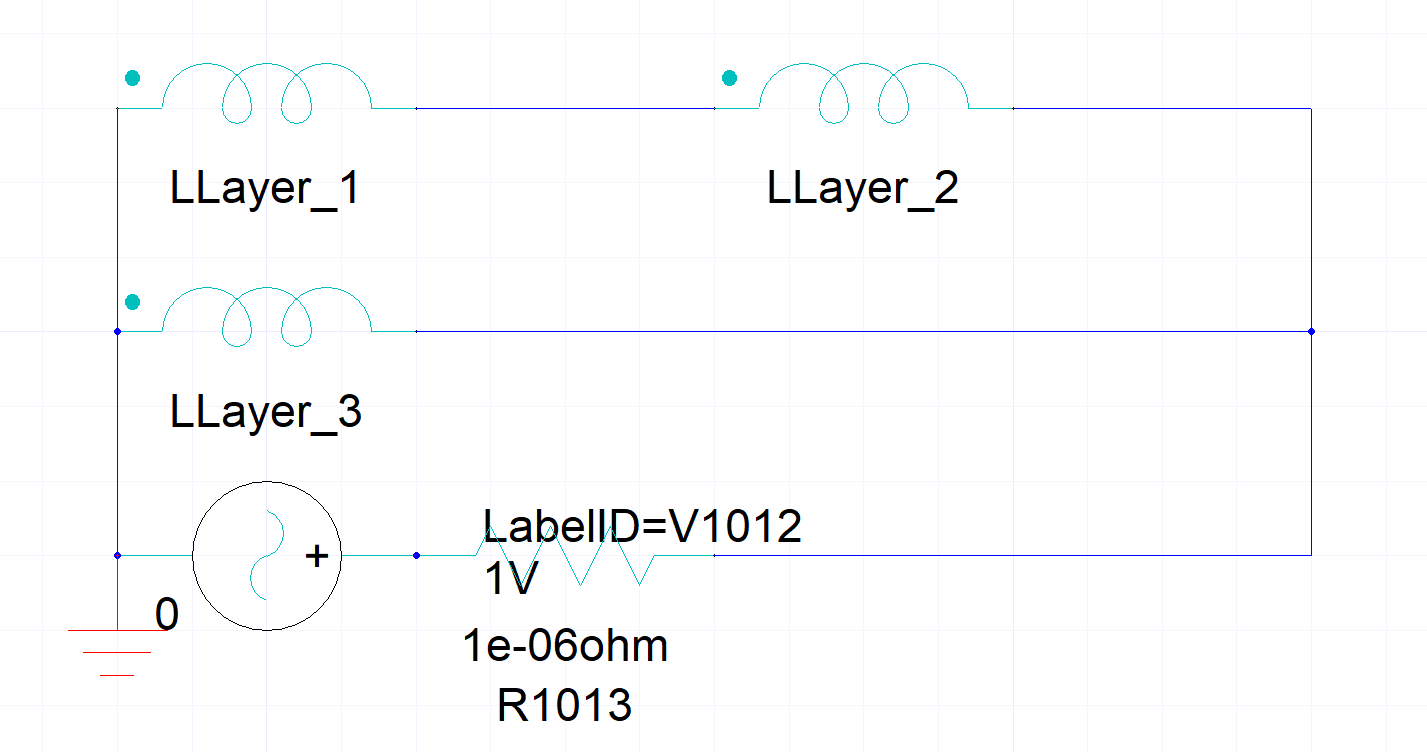 LLayer_1
LLayer_2
LLayer_3
LabelID=V1012
+
1V
0
1e-06ohm
R1013